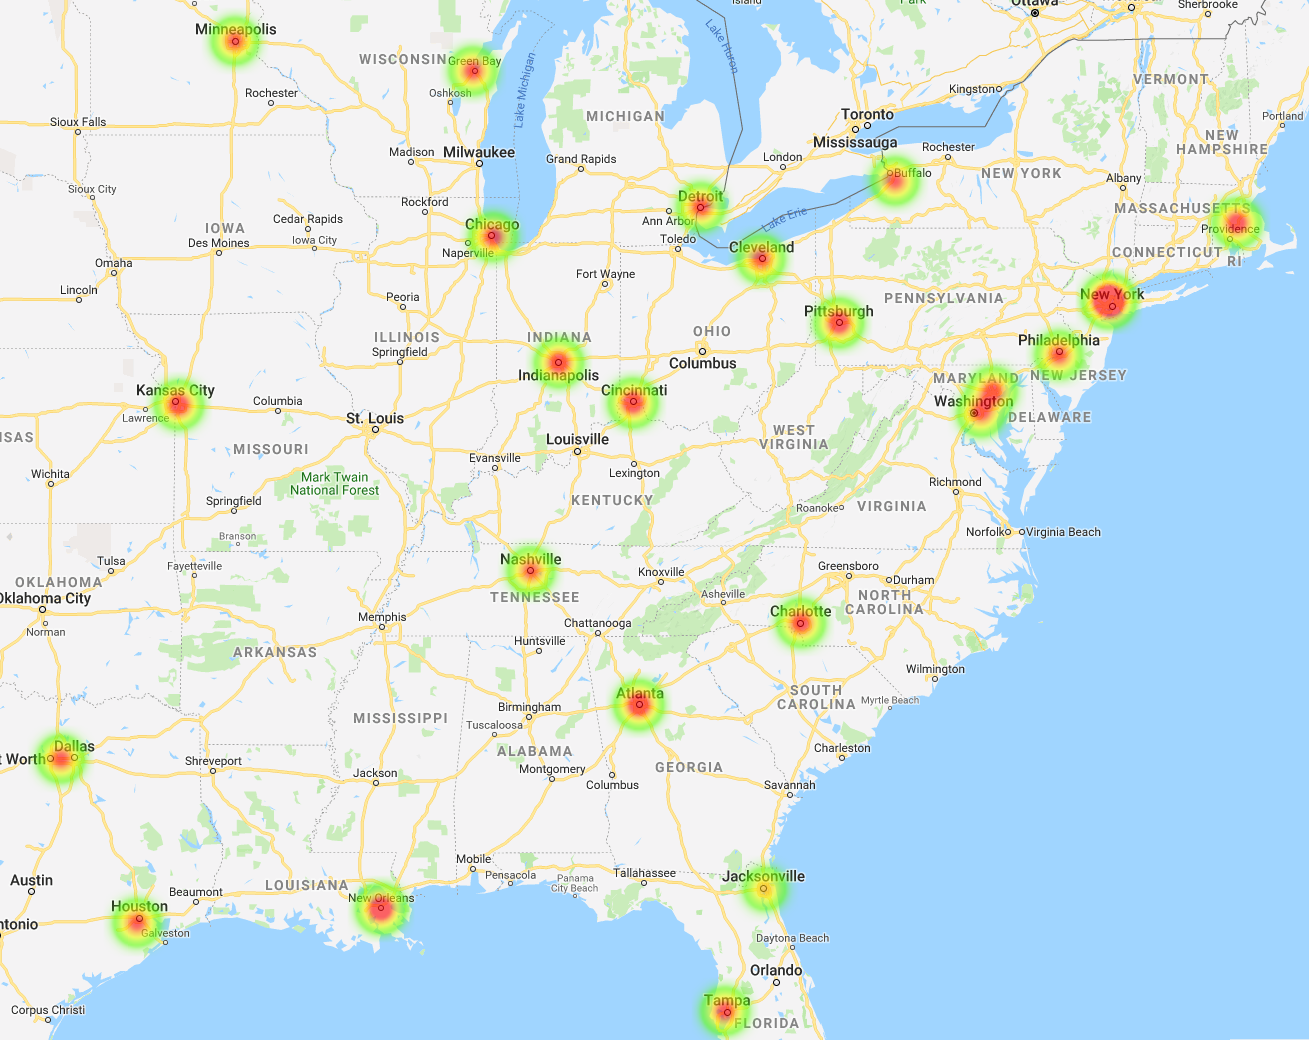 Island
Park
Ottawa
Sherbrooke
Minneapolis
WISCONSIN
Green Bay
Lake Huron
Oshkosh
Rochester
Lake Michigan
VERMONT
Kingston
Sioux Falls
MICHIGAN
Toronto
Portland
Mississauga
NEW
HAMPSHIRE
Madison
Milwaukee
Grand Rapids
London
Rochester
NEW YORK
Buffalo
Albany
Sioux City
Rockford
Detroit
MASSACHUSETTS
Cedar Rapids
Ann Arbor
Lake Erie
IOWA
Chicago
Providence
Des Moines
Iowa City
Naperville
Toledo
Cleveland
CONNECTICUT
RI
Omaha
Fort Wayne
Lincoln
Peoria
PENNSYLVANIA
New York
Pittsburgh
ILLINOIS
INDIANA
OHIO
Philadelphia
Springfield
Columbus
Indianapolis
MARYLAND
NEW JERSEY
Kansas City
Cincinnati
Washington
Columbia
Lawrence
St. Louis
DELAWARE
SAS
Louisville
WEST
VIRGINIA
MISSOURI
Evansville
Wichita
Lexington
Mark Twain
National Forest
Richmond
Springfield
KENTUCKY
Roanoke
VIRGINIA
Branson
Norfolk
Virginia Beach
Tulsa
Fayetteville
Nashville
Greensboro
OKLAHOMA
Knoxville
Durham
Oklahoma City
TENNESSEE
Asheville
NORTH
CAROLINA
Charlotte
Memphis
Chattanooga
Norman
Huntsville
ARKANSAS
Wilmington
Atlanta
SOUTH
CAROLINA
Myrtle Beach
Birmingham
MISSISSIPPI
Tuscaloosa
Dallas
ALABAMA
Charleston
t Worth
Shreveport
GEORGIA
Jackson
Montgomery
Columbus
Savannah
Mobile
Tallahassee
Jacksonville
Austin
Pensacola
Panama
City Beach
LOUISIANA
Beaumont
New Orleans
Houston
ntonio
Galveston
Daytona Beach
Orlando
Tampa
Corpus Christi
FLORIDA